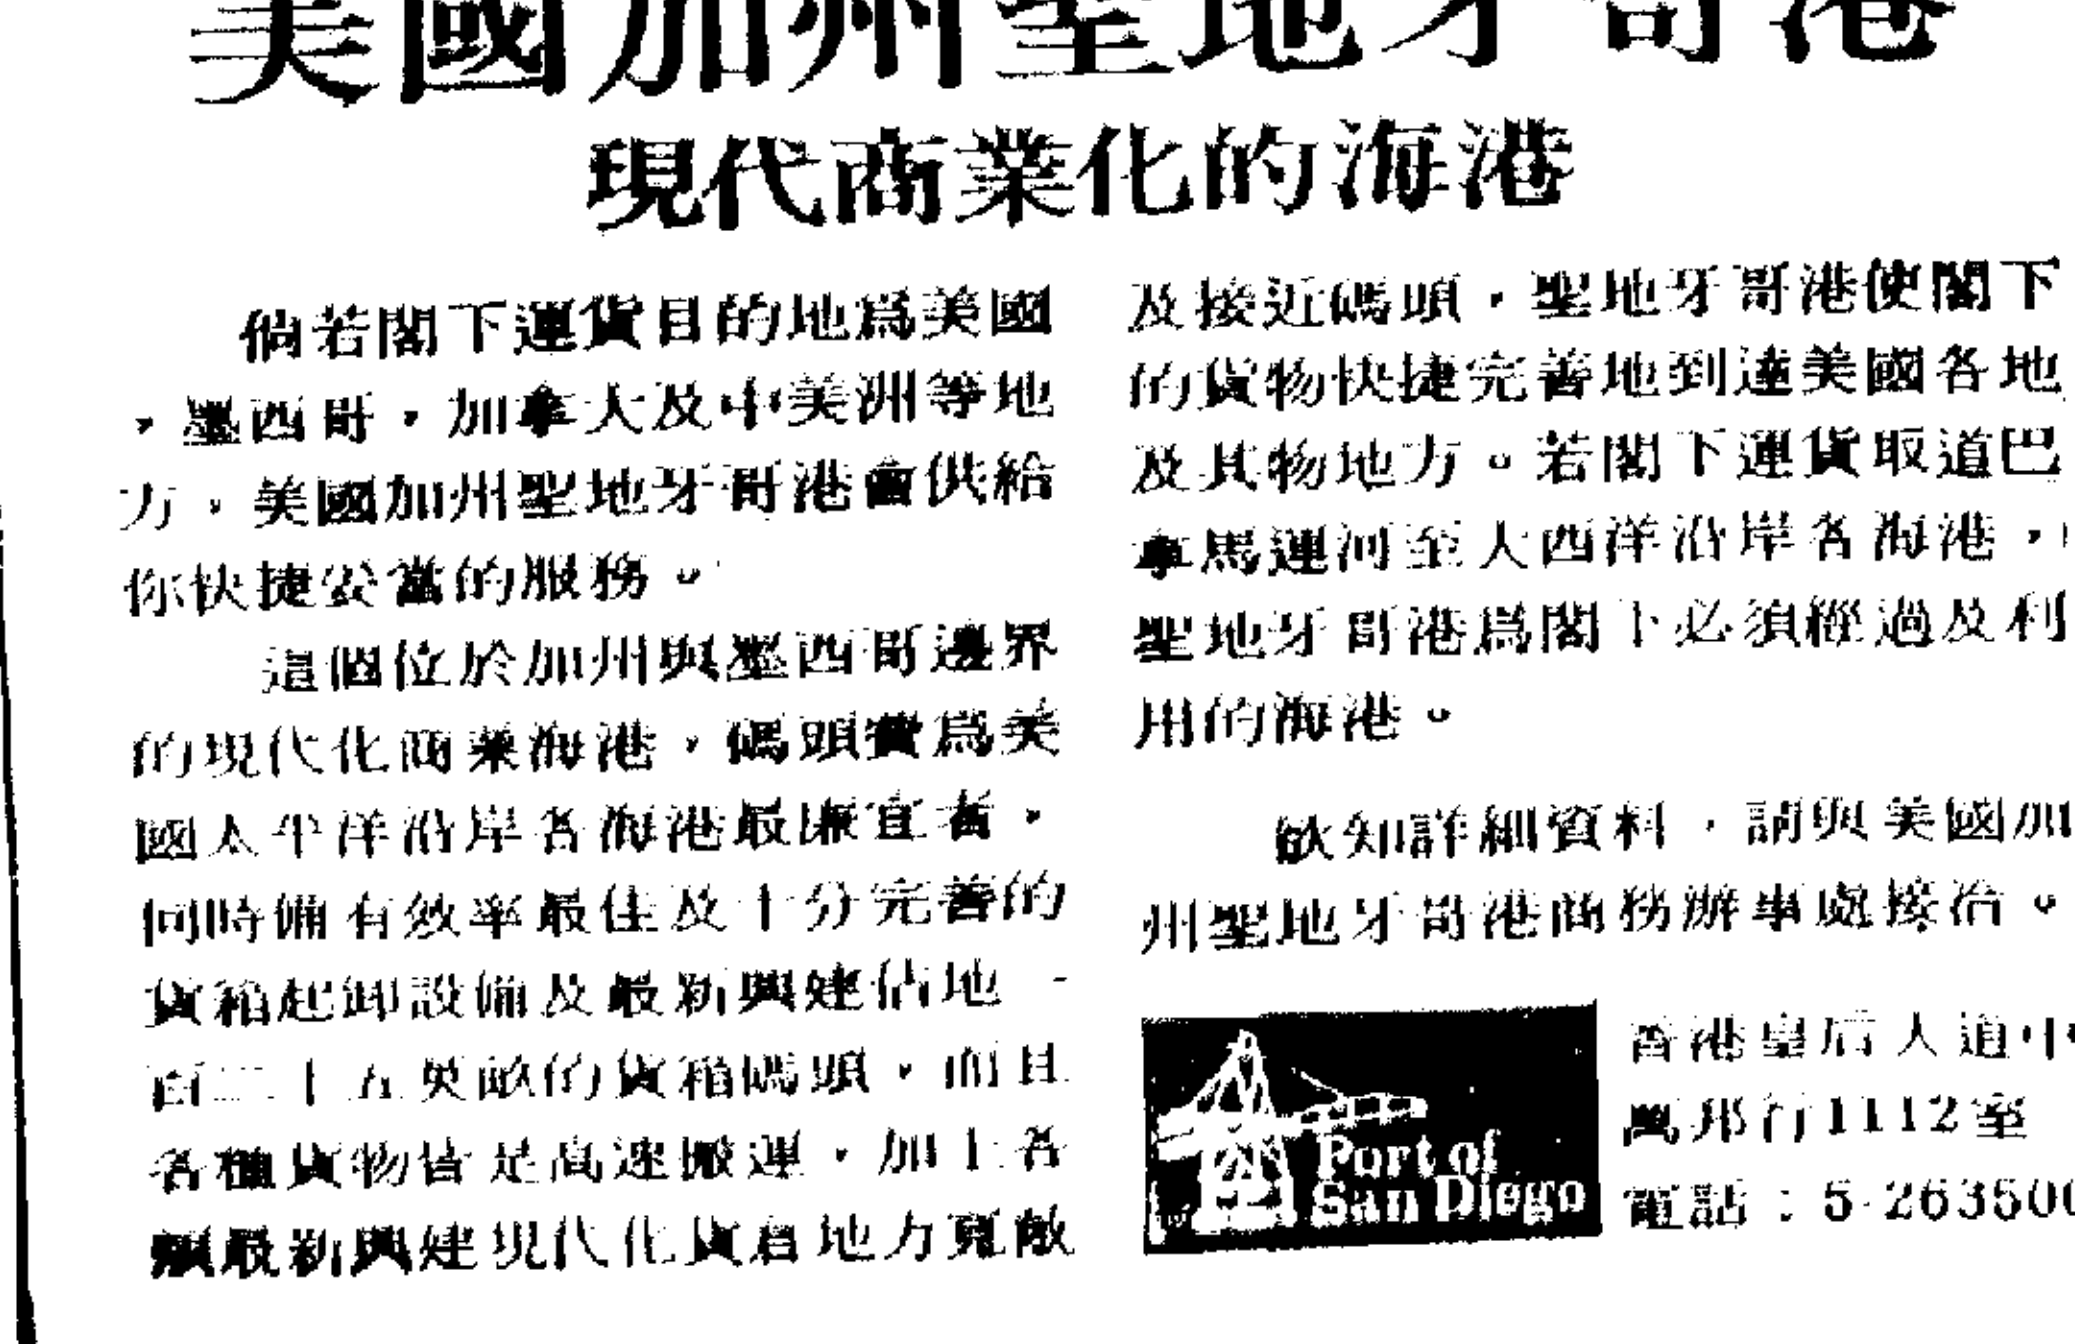 美國加州聖地牙哥港
現代商業化的海港
倘若閣下運貨目的地爲美國
，墨西哥，加拿大及中美洲等地
方，美國加州聖地牙哥港會供給
你快捷妥當的服務。
這個位於加州與墨西哥邊界
的現代化商業海港，碼頭費爲美
國太平洋沿岸各海港最廉宜者，
同時備有效率最佳及十分完善的
貨箱起卸設備及最新興建佔地一
百二十五英畝的貨箱碼頭，而且
各種貨物皆是高速搬運，加上各
類最新興建現代化貨倉地方寬敞
及接近碼頭，聖地牙哥港使閣下
的貨物快捷完善地到達美國各地
及其物地方。若閣下運貨取道巴
拿馬運河至大西洋沿岸各海港，
聖地牙哥港爲閣下必須經過及利
用的海港。
欲知詳細資料，請與美國加
州聖地牙哥港商務辦事處接洽。
Port of
San Diego
香港皇后大道中
萬邦行1112室
電話：5-263500